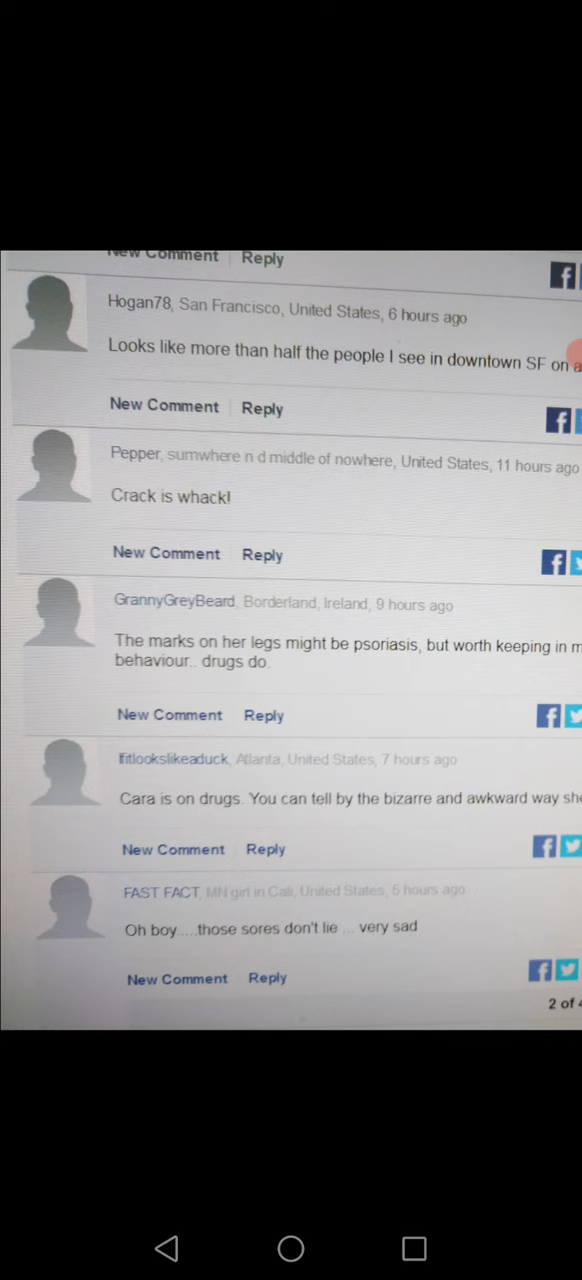 New Comment Reply
Hogan78, San Francisco, United States, 6 hours ago
Looks like more than half the people I see in downtown SF on a
New Comment Reply
Pepper, sumwhere n d middle of nowhere, United States, 11 hours ago
Crack is whack!
New Comment Reply
GrannyGreyBeard, Borderland, Ireland, 9 hours ago
The marks on her legs might be psoriasis, but worth keeping in m
behaviour.. drugs do.
New Comment Reply
Ifitlookslikeaduck, Atlanta, United States, 7 hours ago
Cara is on drugs. You can tell by the bizarre and awkward way she
New Comment Reply
FAST FACT, MN girl in Cali, United States, 5 hours ago
Oh boy.....those sores don't lie ... very sad
New Comment Reply
2 of